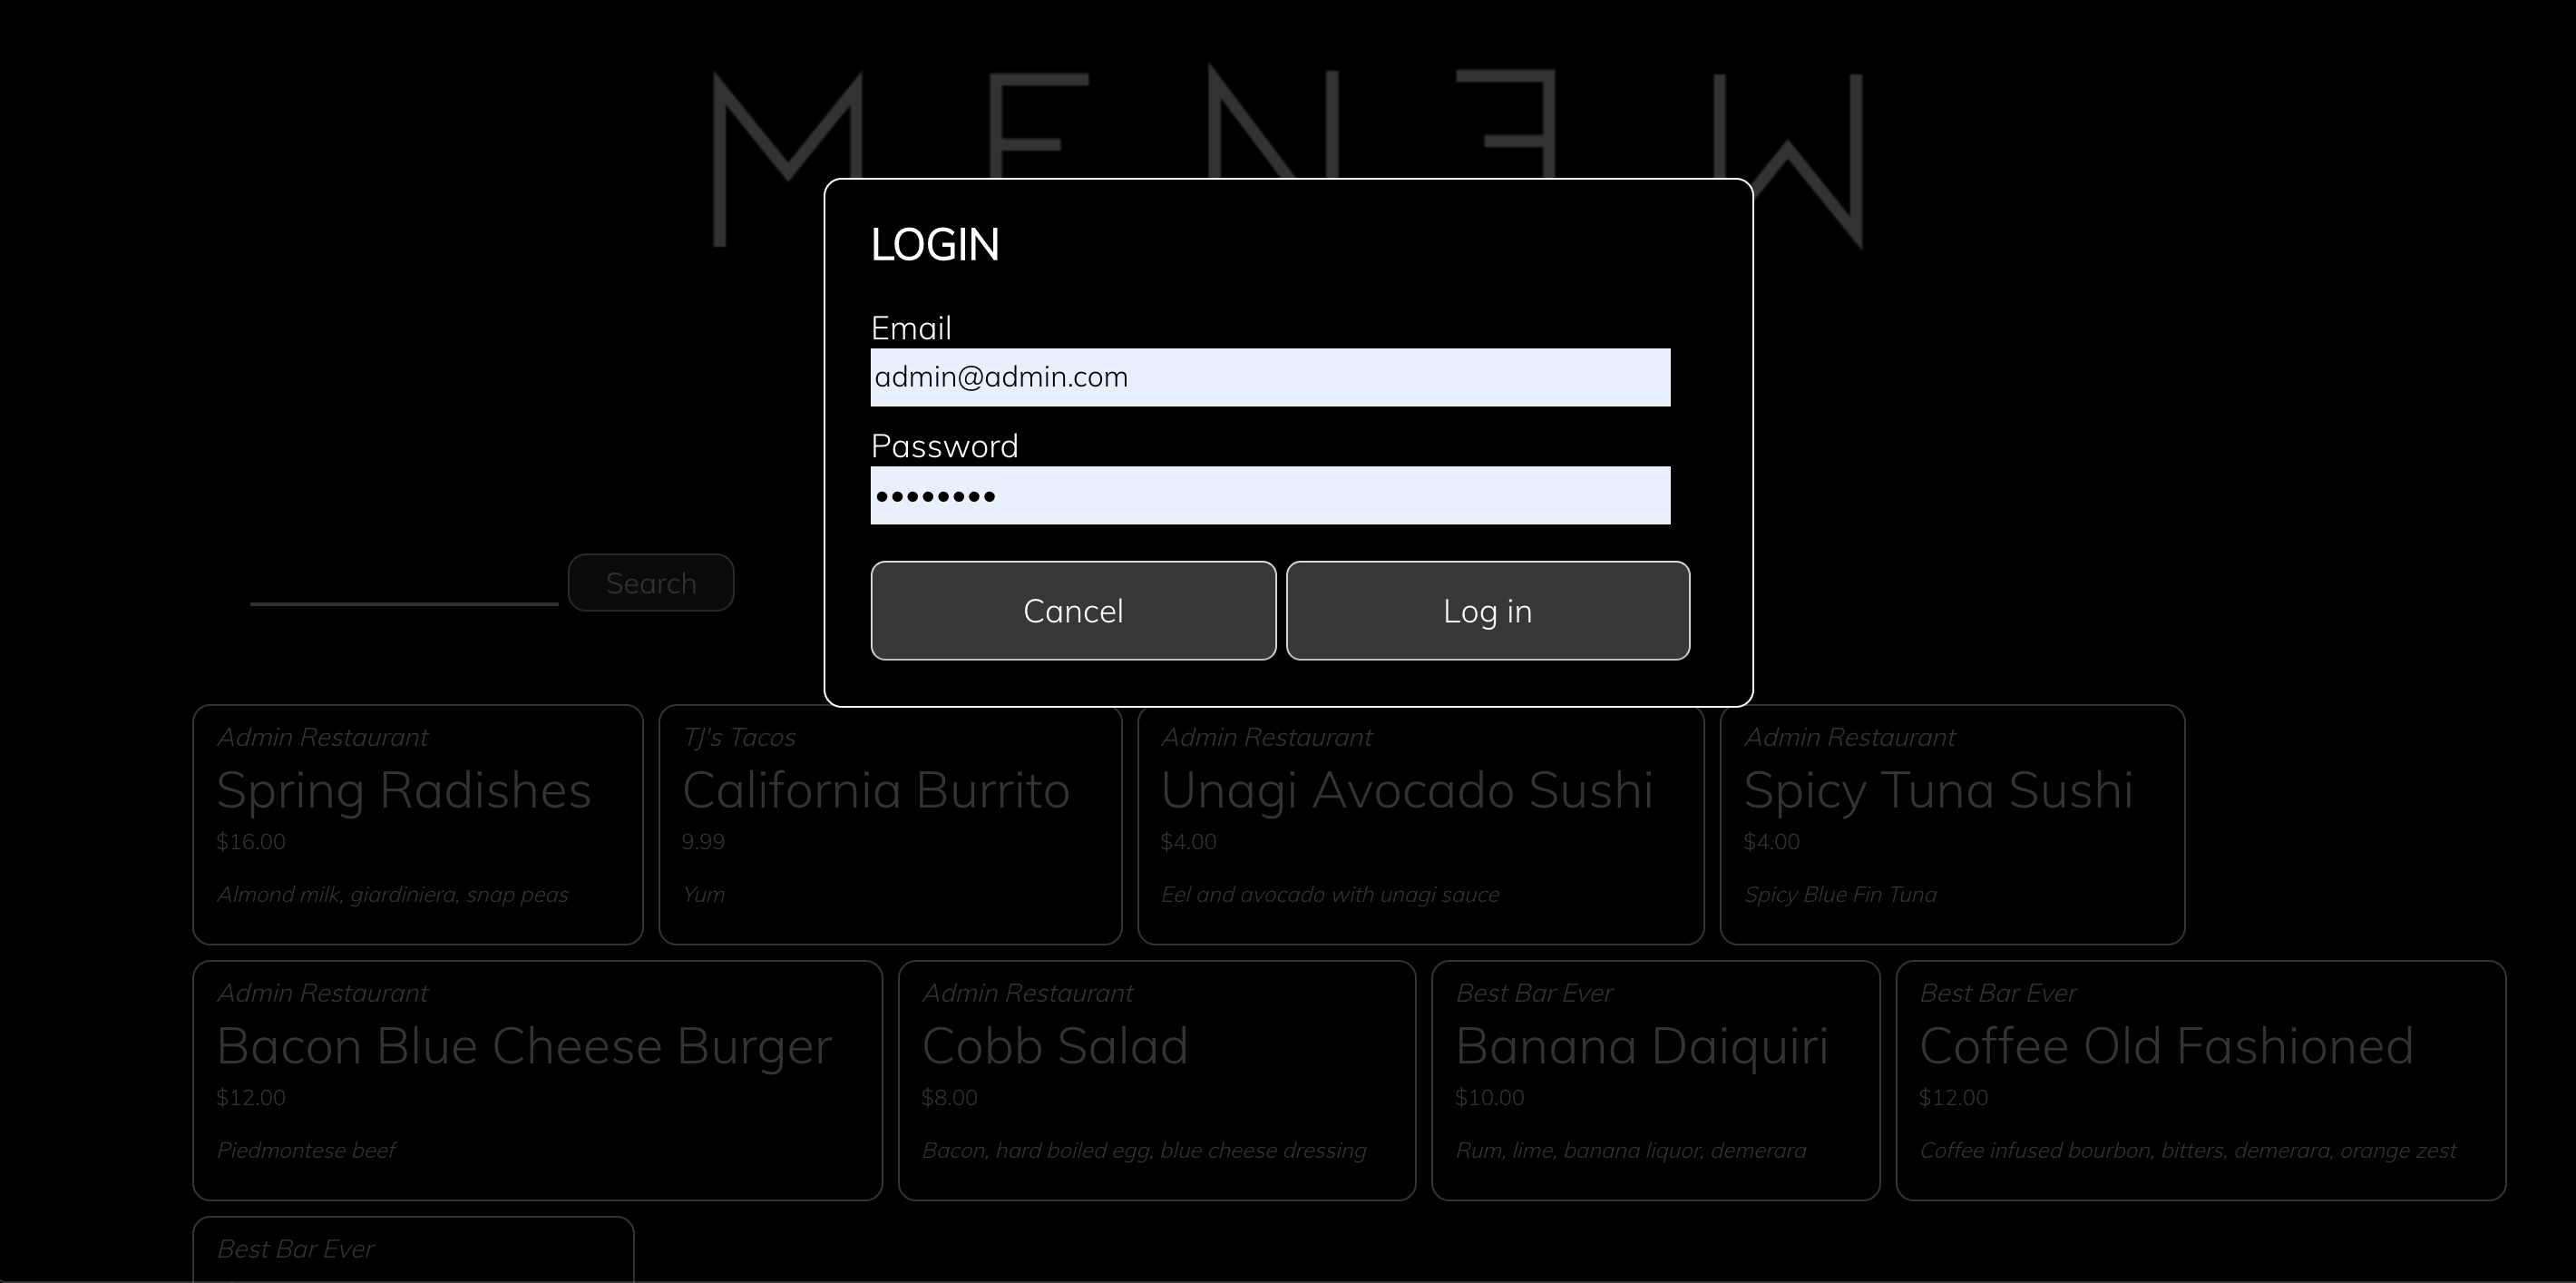 MENEW
LOGIN
Email
admin@admin.com
Password
••••••••
Cancel Log in
Search
Admin Restaurant
Spring Radishes
$16.00
Almond milk, giardiniera, snap peas
TJ's Tacos
California Burrito
9.99
Yum
Admin Restaurant
Unagi Avocado Sushi
$4.00
Eel and avocado with unagi sauce
Admin Restaurant
Spicy Tuna Sushi
$4.00
Spicy Blue Fin Tuna
Admin Restaurant
Bacon Blue Cheese Burger
$12.00
Piedmontese beef
Admin Restaurant
Cobb Salad
$8.00
Bacon, hard boiled egg, blue cheese dressing
Best Bar Ever
Banana Daiquiri
$10.00
Rum, lime, banana liquor, demerara
Best Bar Ever
Coffee Old Fashioned
$12.00
Coffee infused bourbon, bitters, demerara, orange zest
Best Bar Ever